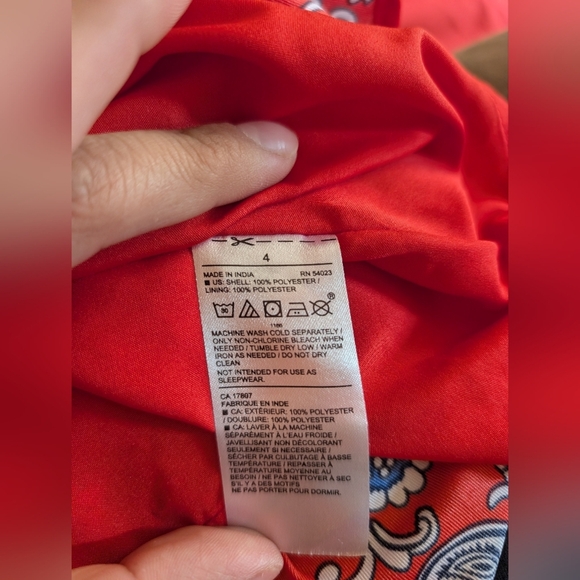 4
MADE IN INDIA RN 54023
■ US: SHELL: 100% POLYESTER /
LINING: 100% POLYESTER
30 ®
1186
MACHINE WASH COLD SEPARATELY /
ONLY NON-CHLORINE BLEACH WHEN
NEEDED / TUMBLE DRY LOW / WARM
IRON AS NEEDED / DO NOT DRY
CLEAN
NOT INTENDED FOR USE AS
SLEEPWEAR.
CA 17897
FABRIQUE EN INDE
■ CA: EXTÉRIEUR: 100% POLYESTER
/ DOUBLURE: 100% POLYESTER
■ CA: LAVER À LA MACHINE
SÉPARÉMENT À L'EAU FROIDE /
JAVELLISANT NON DÉCOLORANT
SEULEMENT SI NÉCESSAIRE /
SÉCHER PAR CULBUTAGE À BASSE
TEMPÉRATURE / REPASSER À
TEMPÉRATURE MOYENNE AU
BESOIN / NE PAS NETTOYER À SEC
S'IL Y A DES GILET
NE PAS PORTER POUR DORMIR.